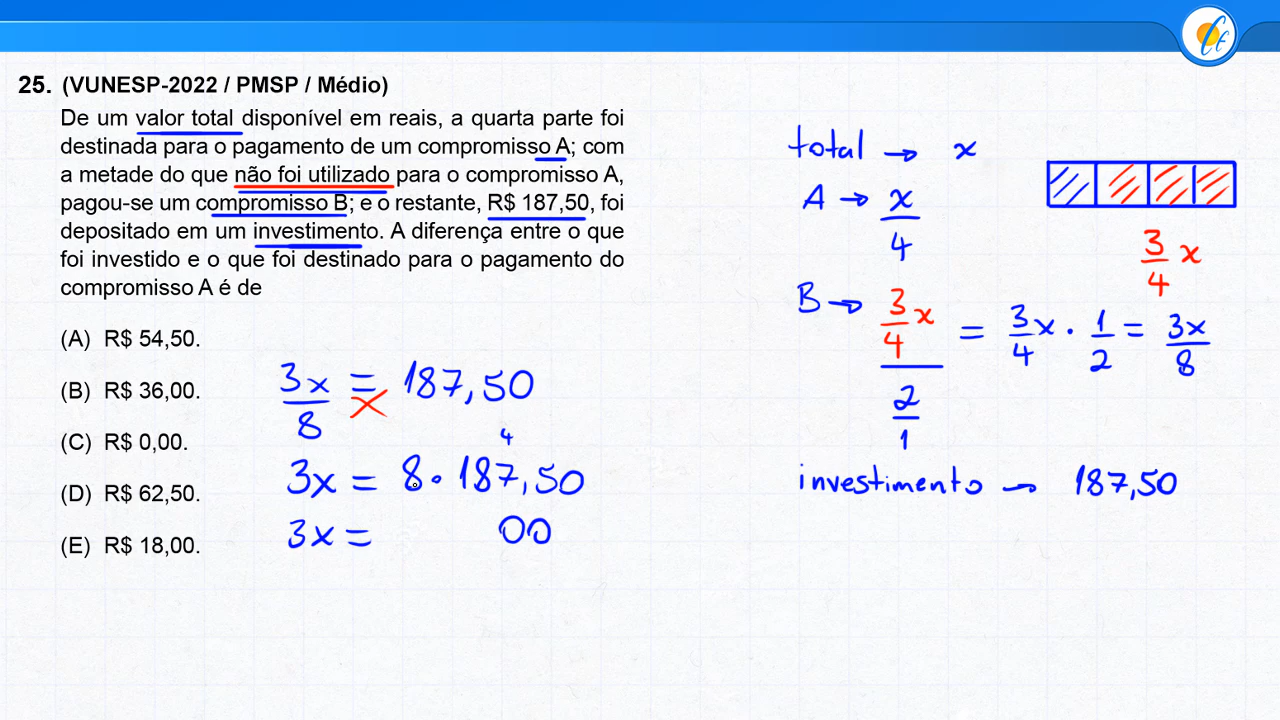 25. (VUNESP-2022 / PMSP / Médio)
De um valor total disponível em reais, a quarta parte foi
destinada para o pagamento de um compromisso A; com
a metade do que não foi utilizado para o compromisso A,
pagou-se um compromisso B; e o restante, R$ 187,50, foi
depositado em um investimento. A diferença entre o que
foi investido e o que foi destinado para o pagamento do
compromisso A é de
(A) R$ 54,50.
(B) R$ 36,00.
(C) R$ 0,00.
(D) R$ 62,50.
(E) R$ 18,00.
3x/8 = 187,50
4
3x = 8 • 187,50
3x = 00
total → x
A → x/4
3/4 x
B → 3/4 x / 2/1 = 3/4 x · 1/2 = 3x/8
investimento → 187,50
CE